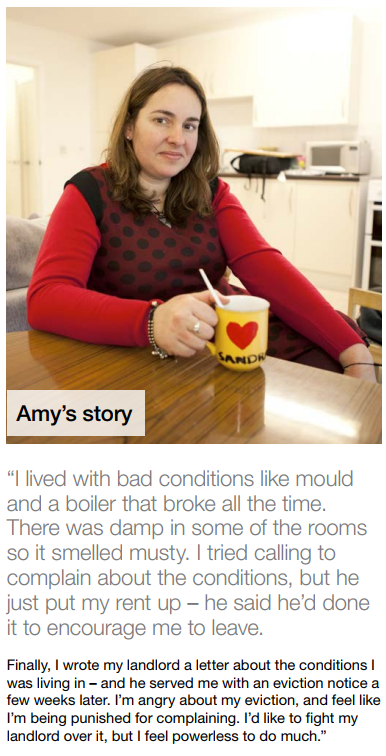 SANDR
Amy’s story
“I lived with bad conditions like mould
and a boiler that broke all the time.
There was damp in some of the rooms
so it smelled musty. I tried calling to
complain about the conditions, but he
just put my rent up – he said he’d done
it to encourage me to leave.
Finally, I wrote my landlord a letter about the conditions I
was living in – and he served me with an eviction notice a
few weeks later. I’m angry about my eviction, and feel like
I’m being punished for complaining. I’d like to fight my
landlord over it, but I feel powerless to do much.”